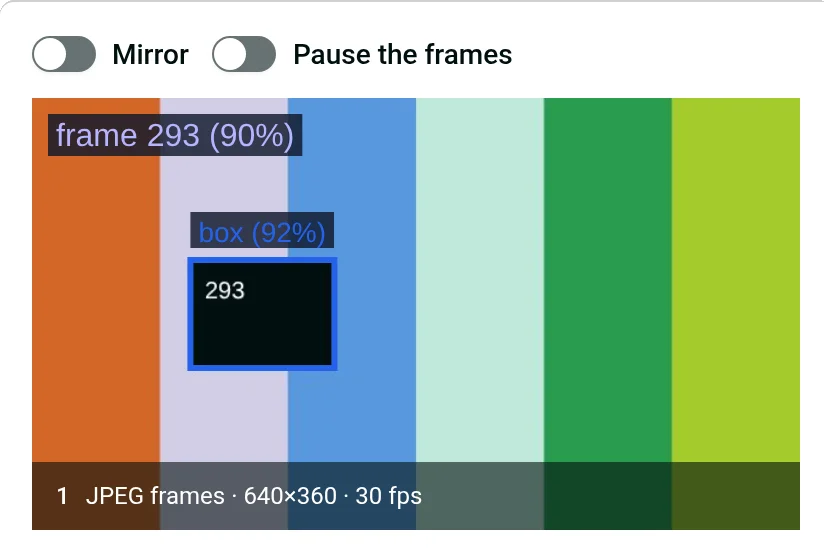 Mirror Pause the frames
frame 293 (90%)
box (92%)
293
1 JPEG frames · 640×360 · 30 fps